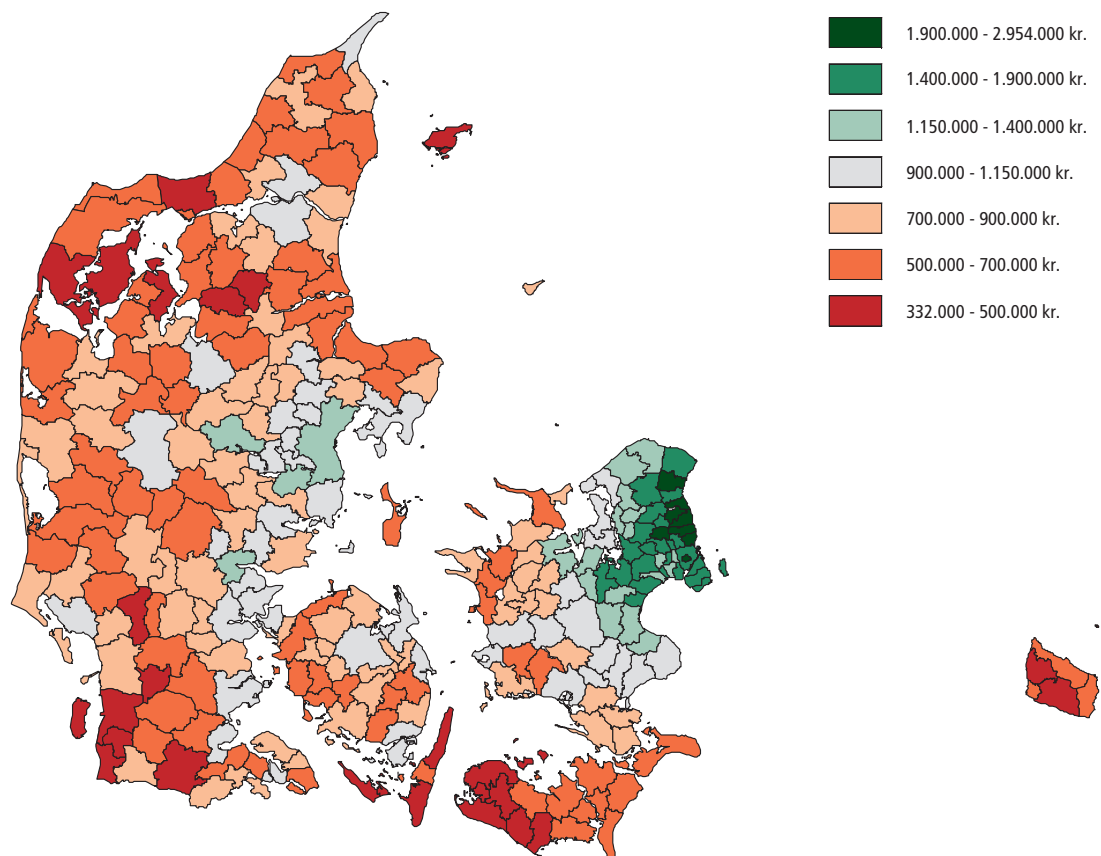 1.900.000 - 2.954.000 kr.
1.400.000 - 1.900.000 kr.
1.150.000 - 1.400.000 kr.
900.000 - 1.150.000 kr.
700.000 - 900.000 kr.
500.000 - 700.000 kr.
332.000 - 500.000 kr.